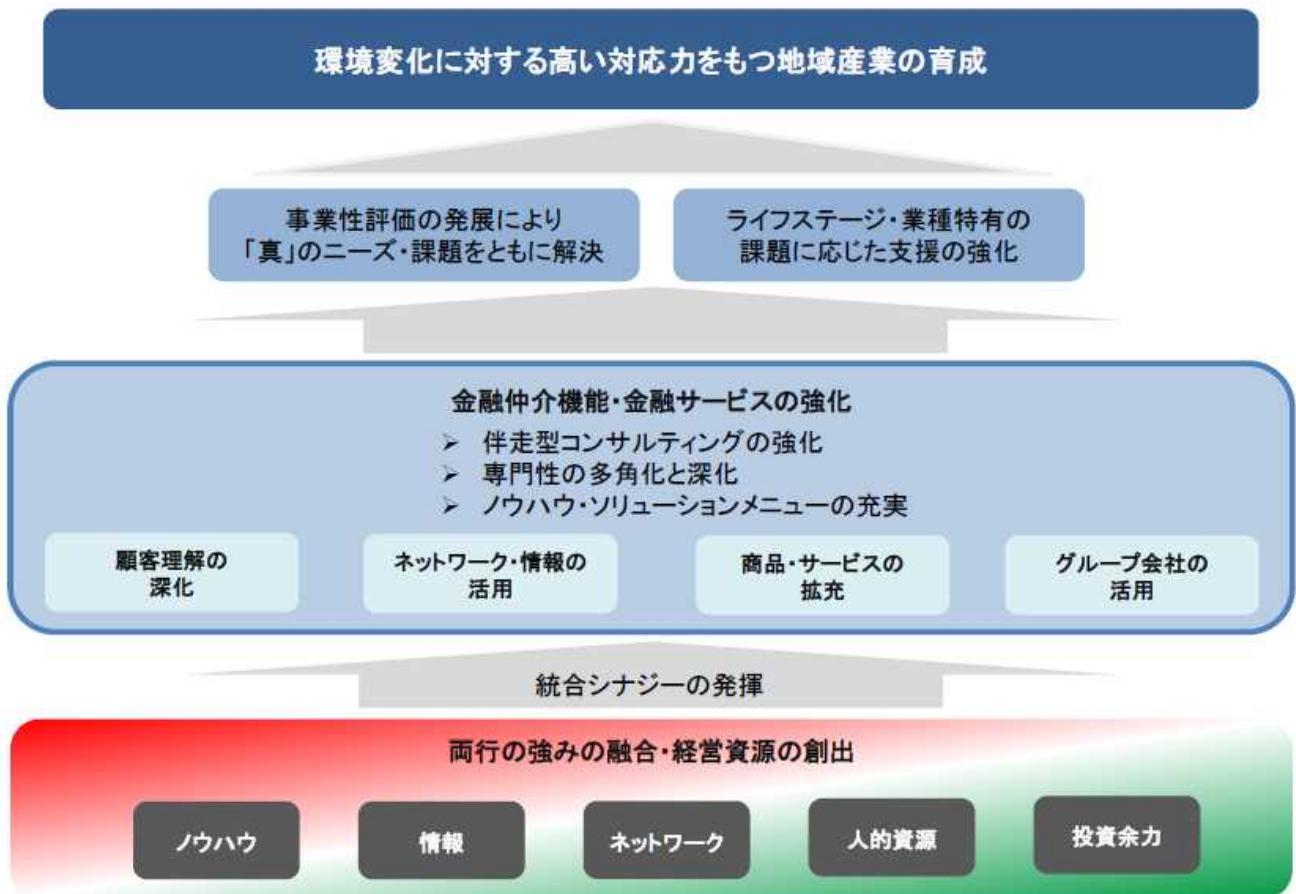 環境変化に対する高い対応力をもつ地域産業の育成
事業性評価の発展により
「真」のニーズ・課題をともに解決
ライフステージ・業種特有の
課題に応じた支援の強化
金融仲介機能・金融サービスの強化
➢ 伴走型コンサルティングの強化
➢ 専門性の多角化と深化
➢ ノウハウ・ソリューションメニューの充実
顧客理解の
深化
ネットワーク・情報の
活用
商品・サービスの
拡充
グループ会社の
活用
統合シナジーの発揮
両行の強みの融合・経営資源の創出
ノウハウ
情報
ネットワーク
人的資源
投資余力